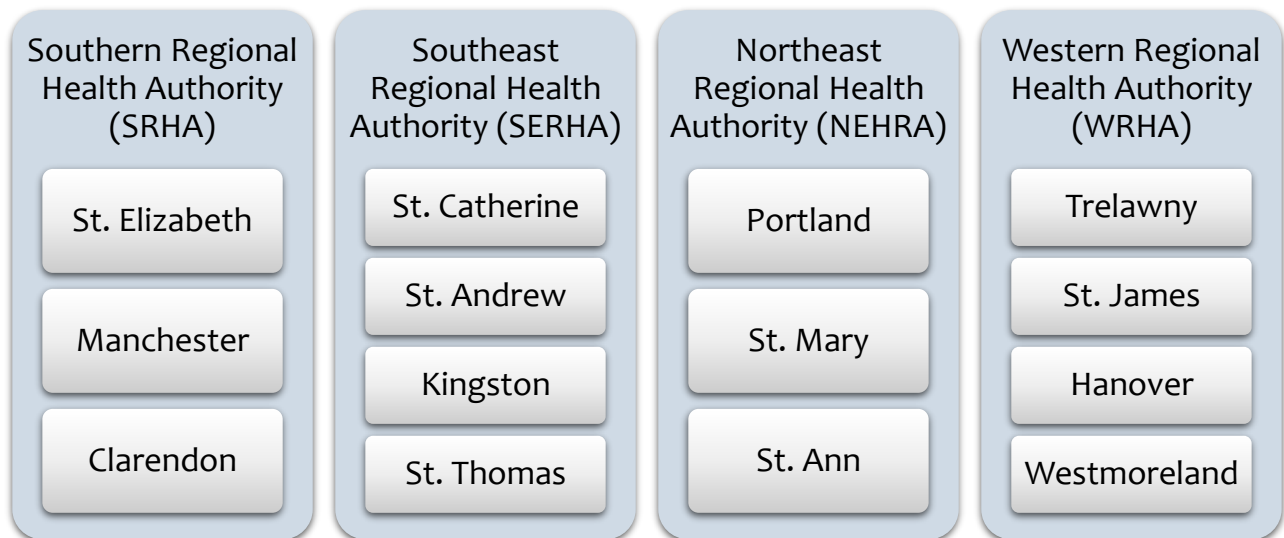 Southern Regional
Health Authority
(SRHA)
St. Elizabeth
Manchester
Clarendon
Southeast
Regional Health
Authority (SERHA)
St. Catherine
St. Andrew
Kingston
St. Thomas
Northeast
Regional Health
Authority (NEHRA)
Portland
St. Mary
St. Ann
Western Regional
Health Authority
(WRHA)
Trelawny
St. James
Hanover
Westmoreland